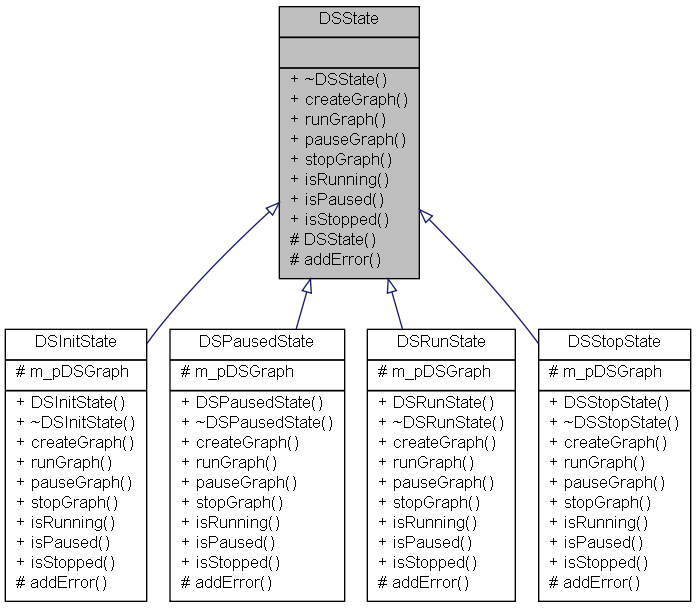 DSState
+ ~DSState()
+ createGraph()
+ runGraph()
+ pauseGraph()
+ stopGraph()
+ isRunning()
+ isPaused()
+ isStopped()
# DSState()
# addError()
DSInitState
# m_pDSGraph
+ DSInitState()
+ ~DSInitState()
+ createGraph()
+ runGraph()
+ pauseGraph()
+ stopGraph()
+ isRunning()
+ isPaused()
+ isStopped()
# addError()
DSPausedState
# m_pDSGraph
+ DSPausedState()
+ ~DSPausedState()
+ createGraph()
+ runGraph()
+ pauseGraph()
+ stopGraph()
+ isRunning()
+ isPaused()
+ isStopped()
# addError()
DSRunState
# m_pDSGraph
+ DSRunState()
+ ~DSRunState()
+ createGraph()
+ runGraph()
+ pauseGraph()
+ stopGraph()
+ isRunning()
+ isPaused()
+ isStopped()
# addError()
DSStopState
# m_pDSGraph
+ DSStopState()
+ ~DSStopState()
+ createGraph()
+ runGraph()
+ pauseGraph()
+ stopGraph()
+ isRunning()
+ isPaused()
+ isStopped()
# addError()